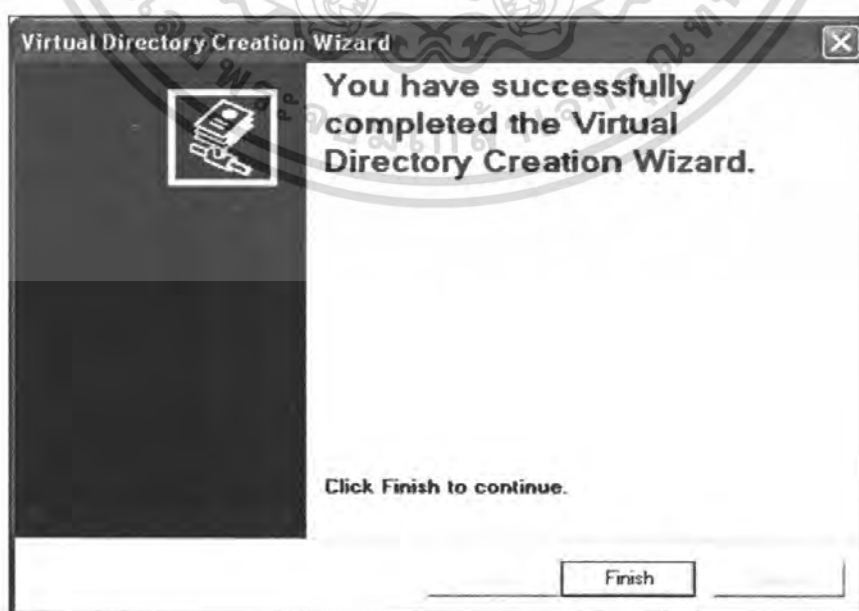 Virtual Directory Creation Wizard
You have successfully
completed the Virtual
Directory Creation Wizard.
Click Finish to continue.
Finish